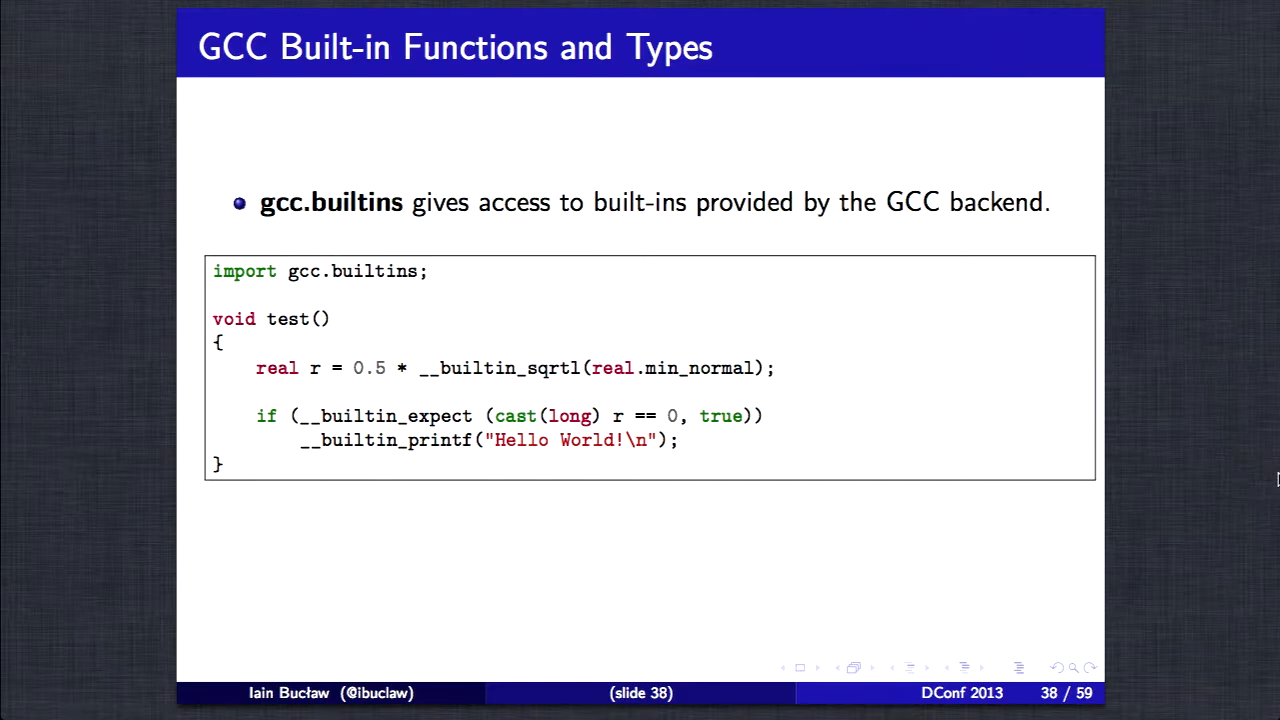 GCC Built-in Functions and Types
gcc.builtins gives access to built-ins provided by the GCC backend.
import gcc.builtins;
void test()
{
    real r = 0.5 * __builtin_sqrtl(real.min_normal);
    if (__builtin_expect (cast(long) r == 0, true))
        __builtin_printf("Hello World!\n");
}
Iain Bucław (@ibuclaw) (slide 38) DConf 2013 38 / 59